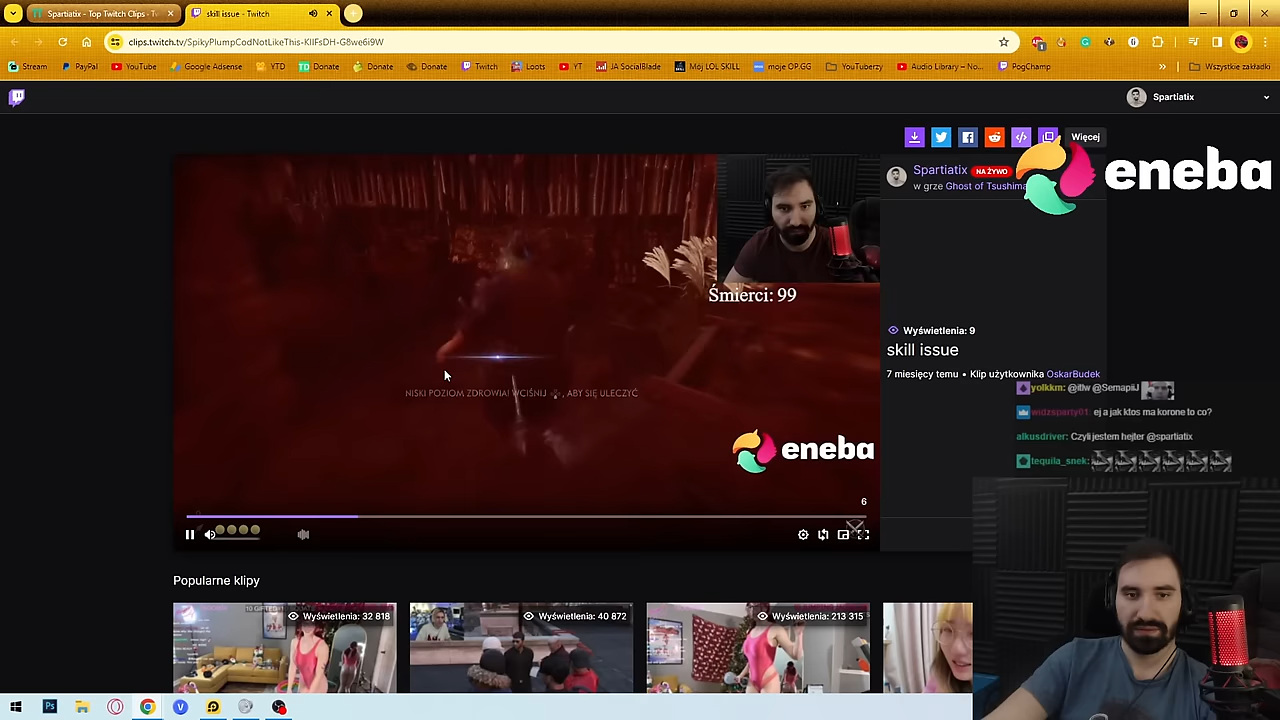 Spartiatix - Top Twitch Clips -
skill issue - Twitch
clips.twitch.tv/SpikyPlumpCodNotLikeThis-KlIFsDH-G8we6i9W
Stream
PayPal
YouTube
Google Adsense
YTD
Donate
Donate
Donate
Twitch
Loots
YT
JA SocialBlade
Mój LOL SKILL
moje OP.GG
YouTuberzy
Audio Library – No...
PogChamp
»
Wszystkie zakładki
Spartiatix
Więcej
eneba
Spartiatix NA ŻYWO
w grze Ghost of Tsushima
Śmierci: 99
NISKI POZIOM ZDROWIA! WCIŚNIJ , ABY SIĘ ULECZYĆ
eneba
6
Wyświetlenia: 9
skill issue
7 miesięcy temu • Klip użytkownika OskarBudek
yolkkm: @itlw @SemapiiJ
widzsparty01: ej a jak ktos ma korone to co?
alkusdriver: Czyli jestem hejter @spartiatix
tequila_snek:
Popularne klipy
Wyświetlenia: 32 818
Wyświetlenia: 40 872
Wyświetlenia: 213 315